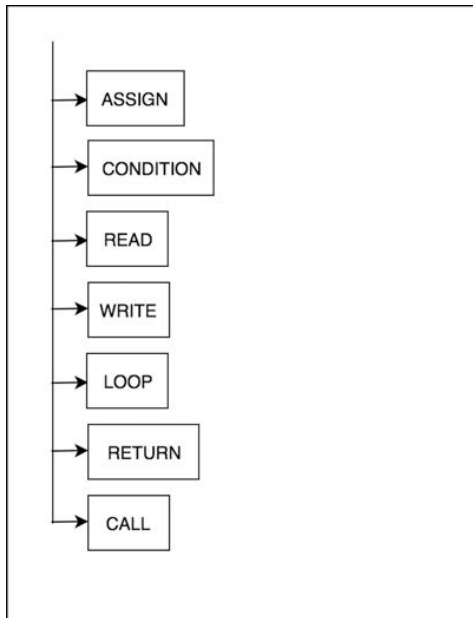 ASSIGN
CONDITION
READ
WRITE
LOOP
RETURN
CALL